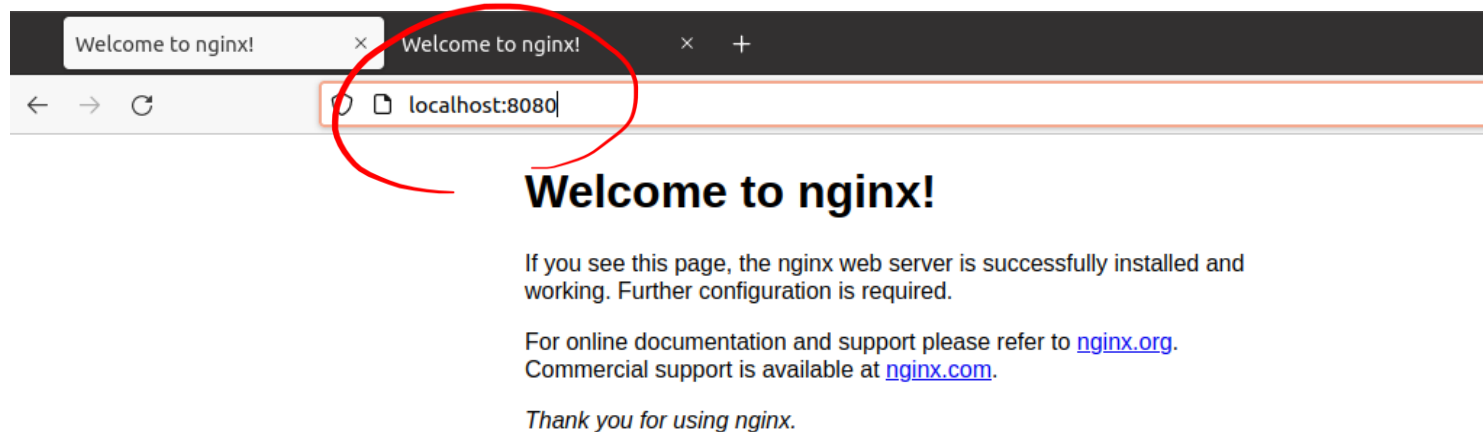 Welcome to nginx!
Welcome to nginx!
localhost:8080
Welcome to nginx!
If you see this page, the nginx web server is successfully installed and
working. Further configuration is required.
For online documentation and support please refer to nginx.org.
Commercial support is available at nginx.com.
Thank you for using nginx.